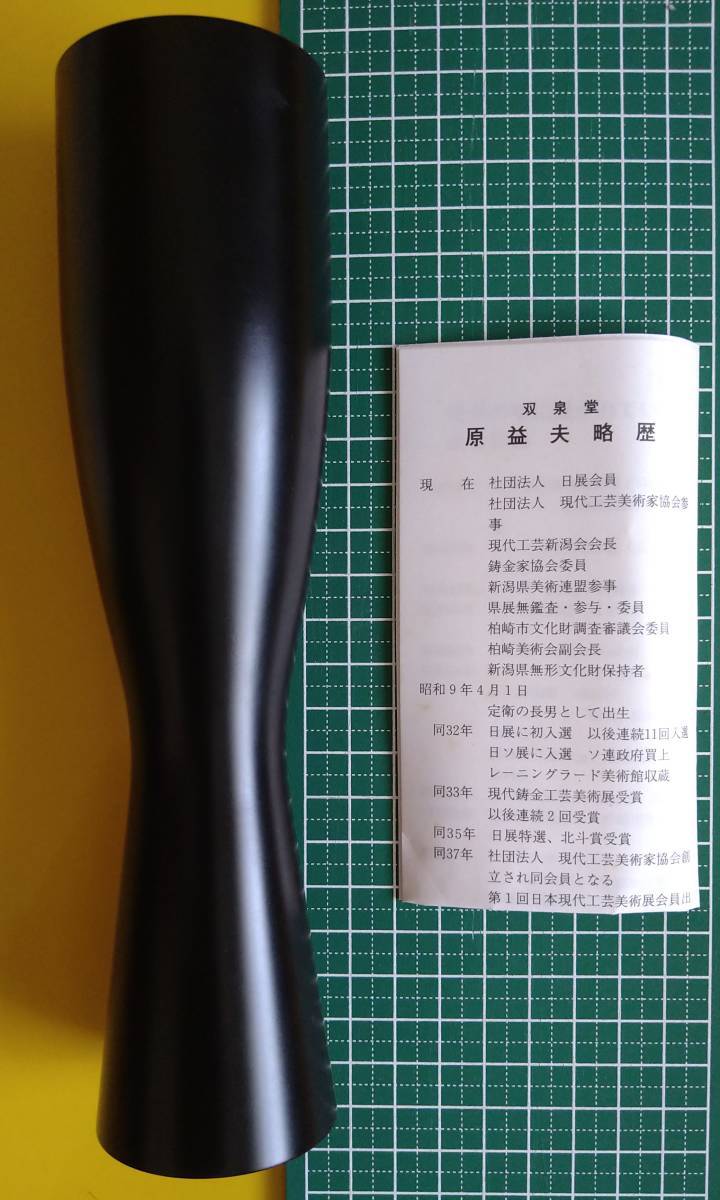 双泉堂
原益夫略歴
現　在　社団法人　日展会員
社団法人　現代工芸美術家協会参
事
現代工芸新潟会会長
鋳金家協会委員
新潟県美術連盟参事
県展無鑑査・参与・委員
柏崎市文化財調査審議会委員
柏崎美術会副会長
新潟県無形文化財保持者
昭和9年4月1日
定衛の長男として出生
同32年　日展に初入選　以後連続11回入選
日ソ展に入選　ソ連政府買上
レーニングラード美術館収蔵
同33年　現代鋳金工芸美術展受賞
以後連続2回受賞
同35年　日展特選、北斗賞受賞
同37年　社団法人　現代工芸美術家協会創
立され同会員となる
第1回日本現代工芸美術展会員出